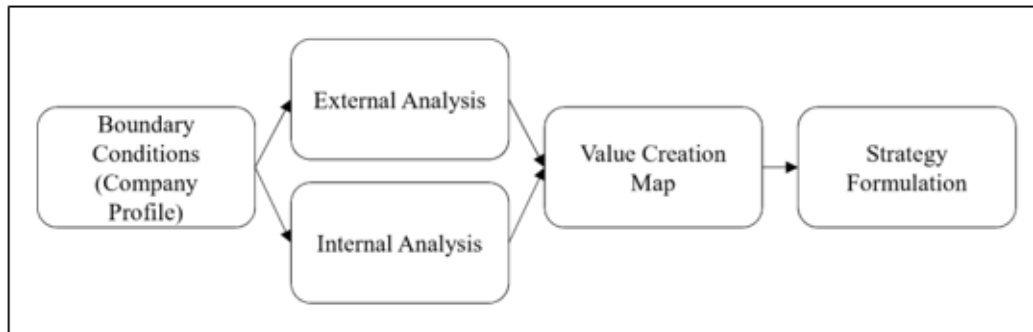 Boundary
Conditions
(Company
Profile)
External Analysis
Internal Analysis
Value Creation
Map
Strategy
Formulation